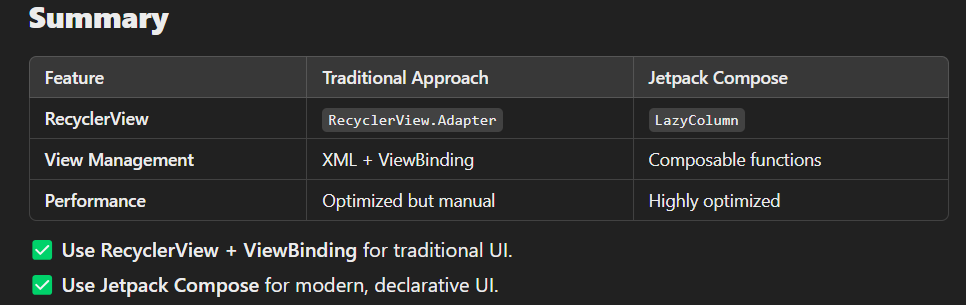 Summary
Feature Traditional Approach Jetpack Compose
RecyclerView RecyclerView.Adapter LazyColumn
View Management XML + ViewBinding Composable functions
Performance Optimized but manual Highly optimized
✅ Use RecyclerView + ViewBinding for traditional UI.
✅ Use Jetpack Compose for modern, declarative UI.